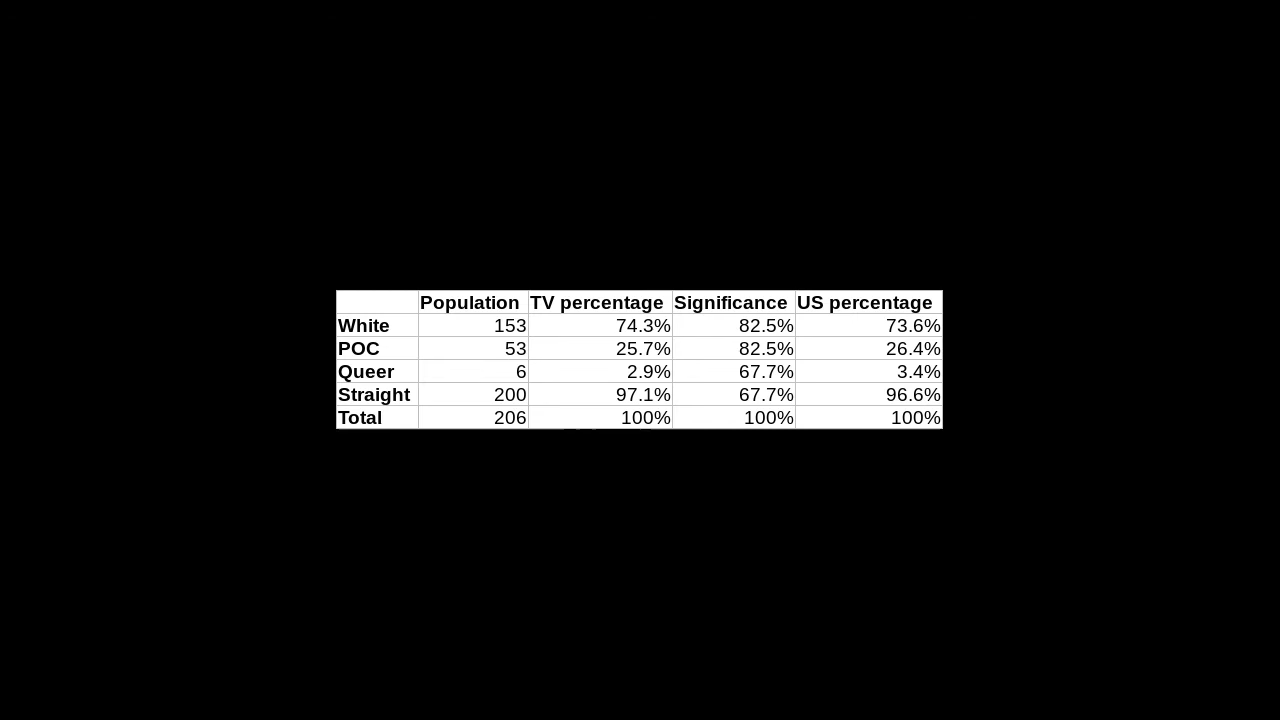 Population TV percentage Significance US percentage
White 153 74.3% 82.5% 73.6%
POC 53 25.7% 82.5% 26.4%
Queer 6 2.9% 67.7% 3.4%
Straight 200 97.1% 67.7% 96.6%
Total 206 100% 100% 100%